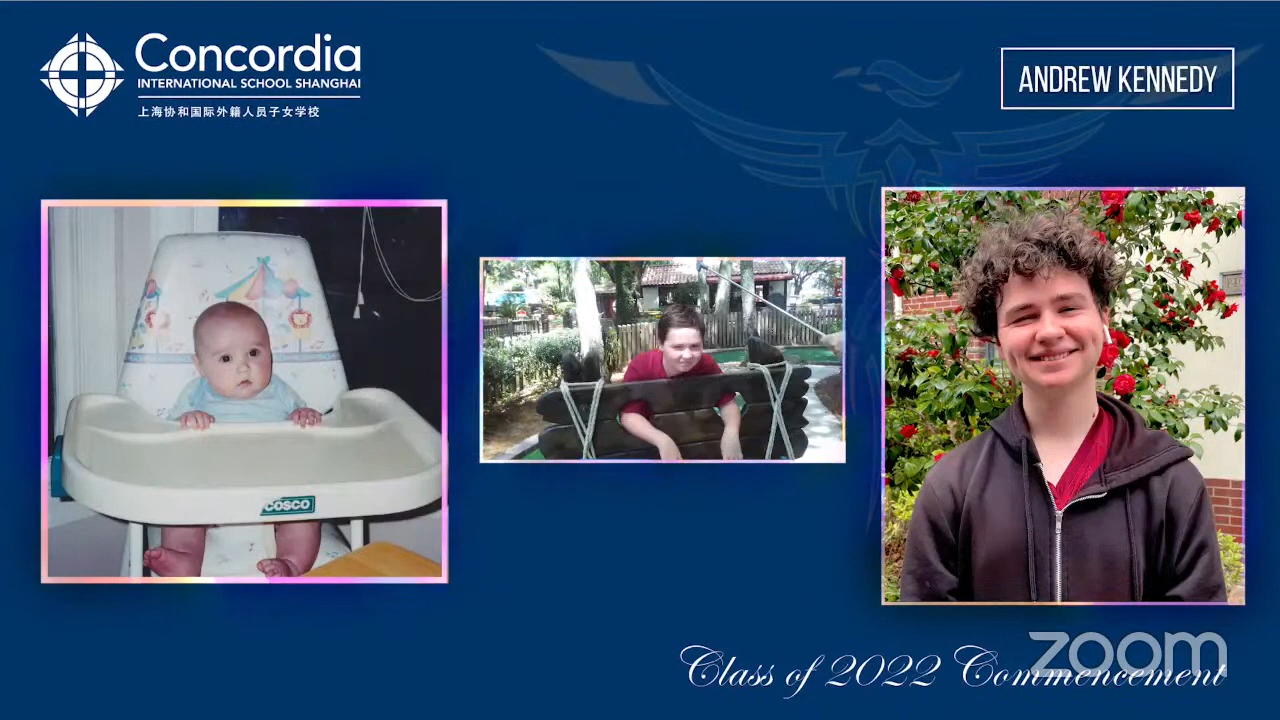 Concordia
INTERNATIONAL SCHOOL SHANGHAI
上海协和国际外籍人员子女学校
ANDREW KENNEDY
COSCO
Class of 2022 Commencement
zoom